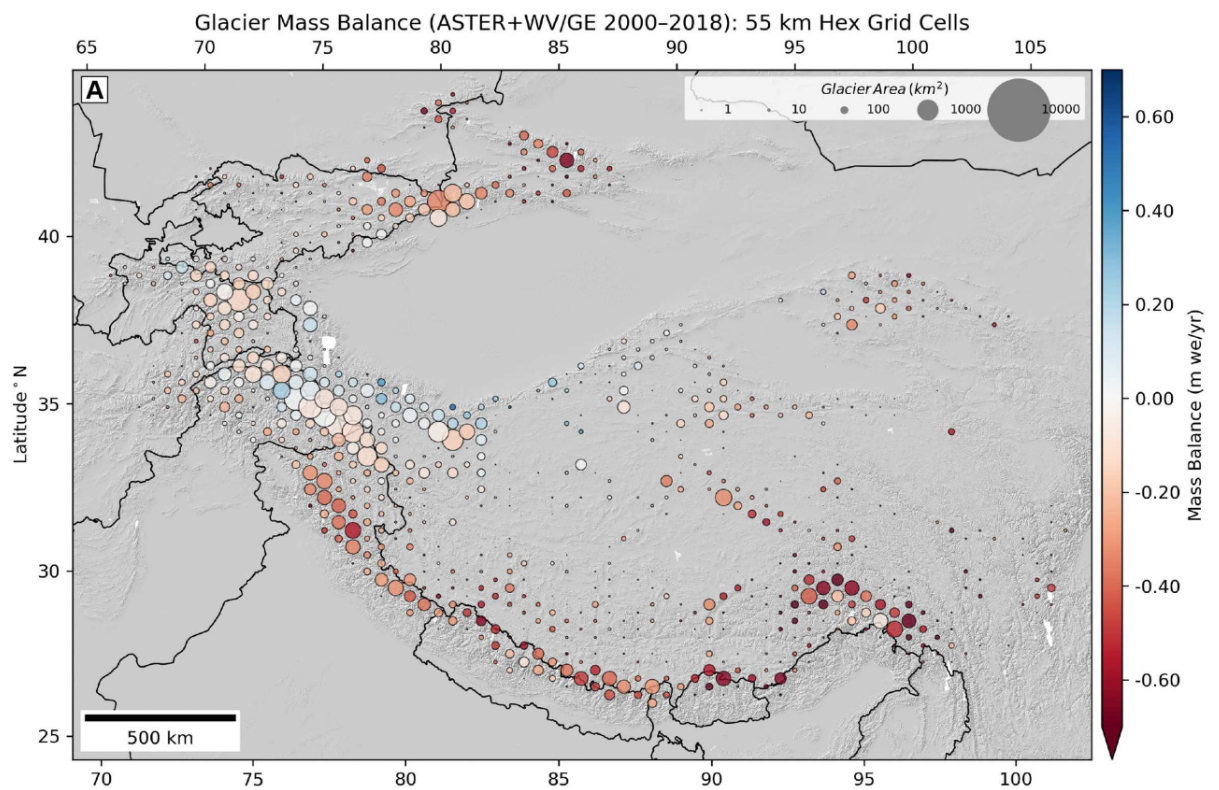 Glacier Mass Balance (ASTER+WV/GE 2000–2018): 55 km Hex Grid Cells
65 70 75 80 85 90 95 100 105
A
Glacier Area (km²)
1 10 100 1000 10000
0.60
0.40
0.20
0.00
-0.20
-0.40
-0.60
Mass Balance (m we/yr)
Latitude° N
40
35
30
25
500 km
70 75 80 85 90 95 100